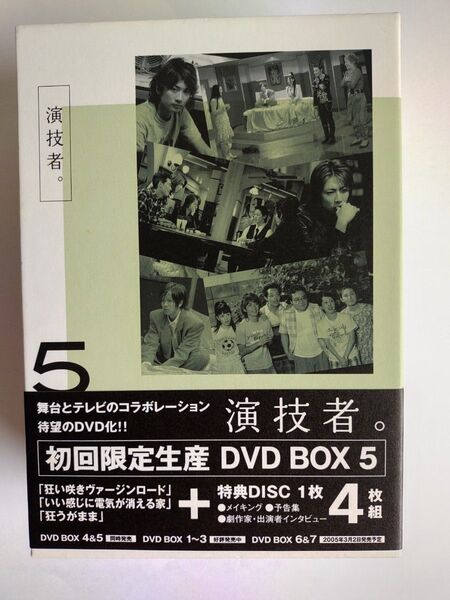 演技者。
5
舞台とテレビのコラボレーション
待望のDVD化!!
演技者。
初回限定生産 DVD BOX 5
「狂い咲きヴァージンロード」
「いい感じに電気が消える家」
「狂うがまま」
+
特典DISC 1枚
●メイキング ●予告集
●劇作家・出演者インタビュー
4枚組
DVD BOX 4&5 同時発売 DVD BOX 1~3 好評発売中 DVD BOX 6&7 2005年3月2日発売予定